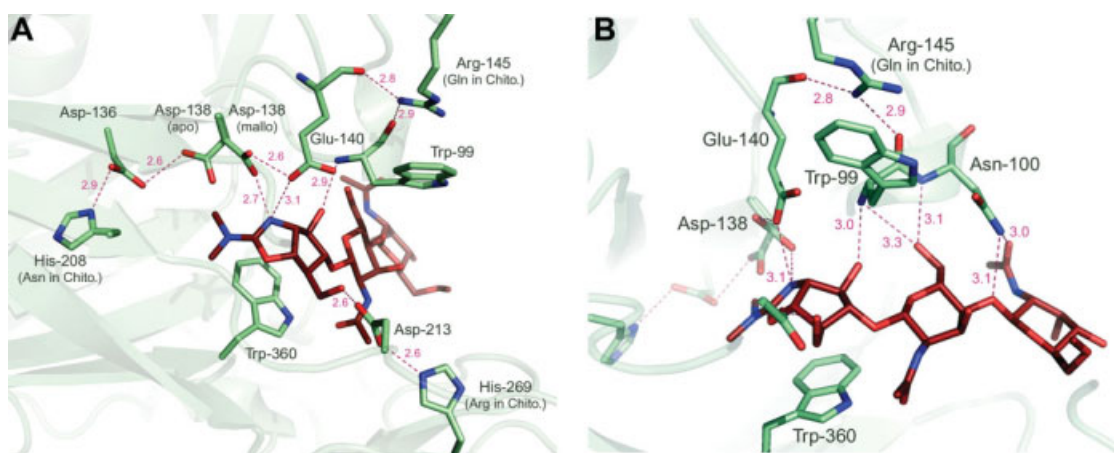 A
Arg-145
(Gln in Chito.)
2.8
2.9
Asp-136
Asp-138
(apo)
Asp-138
(mallo)
Glu-140
Trp-99
2.6
2.6
2.9
2.9
2.7
3.1
His-208
(Asn in Chito.)
2.6
Trp-360
Asp-213
2.6
His-269
(Arg in Chito.)
B
Arg-145
(Gln in Chito.)
2.8
2.9
Glu-140
Trp-99
Asn-100
Asp-138
3.0
3.3
3.1
3.0
3.1
3.1
Trp-360